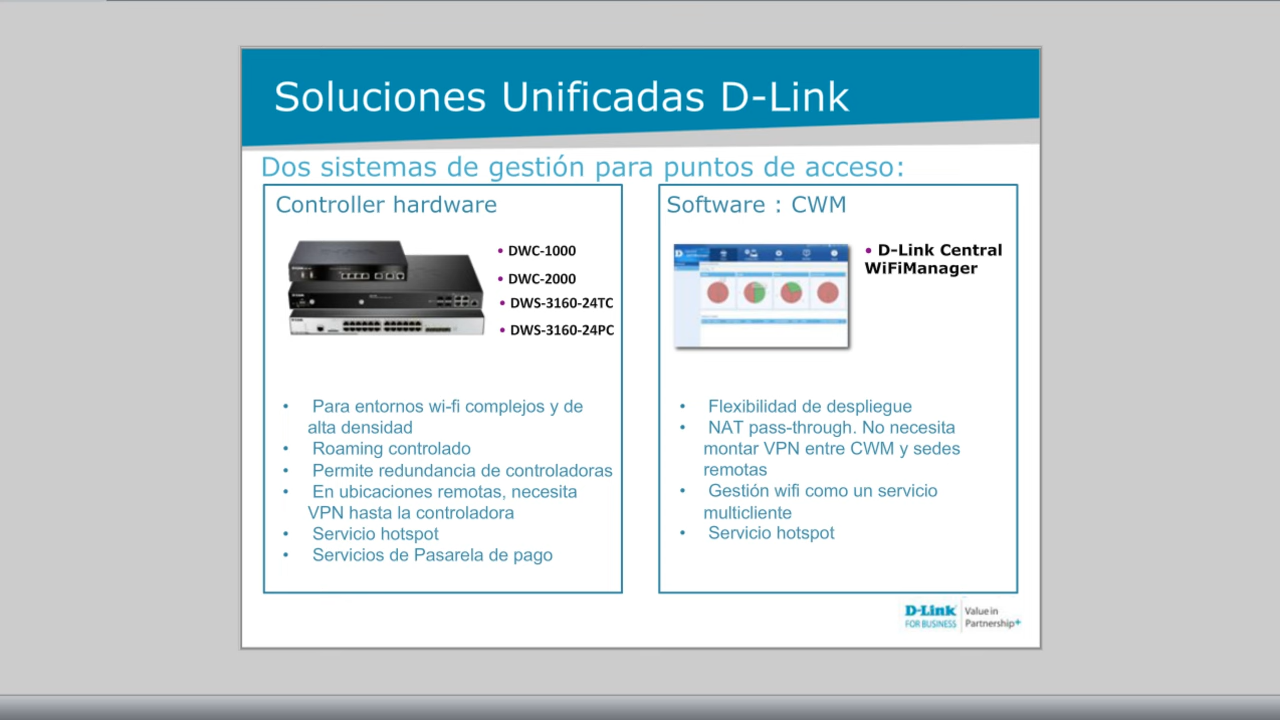 Soluciones Unificadas D-Link
Dos sistemas de gestión para puntos de acceso:
Controller hardware
• DWC-1000
• DWC-2000
• DWS-3160-24TC
• DWS-3160-24PC
• Para entornos wi-fi complejos y de
alta densidad
• Roaming controlado
• Permite redundancia de controladoras
• En ubicaciones remotas, necesita
VPN hasta la controladora
• Servicio hotspot
• Servicios de Pasarela de pago
Software : CWM
• D-Link Central
WiFiManager
• Flexibilidad de despliegue
• NAT pass-through. No necesita
montar VPN entre CWM y sedes
remotas
• Gestión wifi como un servicio
multicliente
• Servicio hotspot
D-Link
FOR BUSINESS
Value in
Partnership+